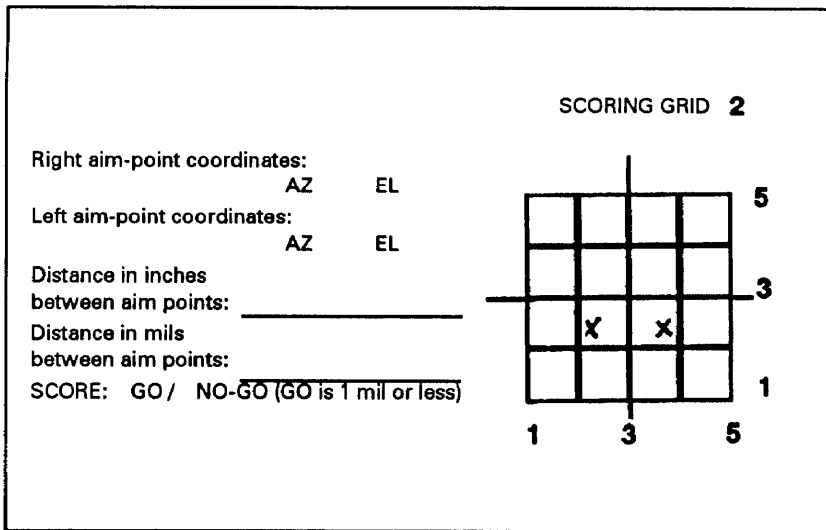 SCORING GRID 2
Right aim-point coordinates:
AZ EL
Left aim-point coordinates:
AZ EL
Distance in inches
between aim points:
Distance in mils
between aim points:
SCORE: GO / NO-GO (GO is 1 mil or less)
5
3
x x
1
1 3 5